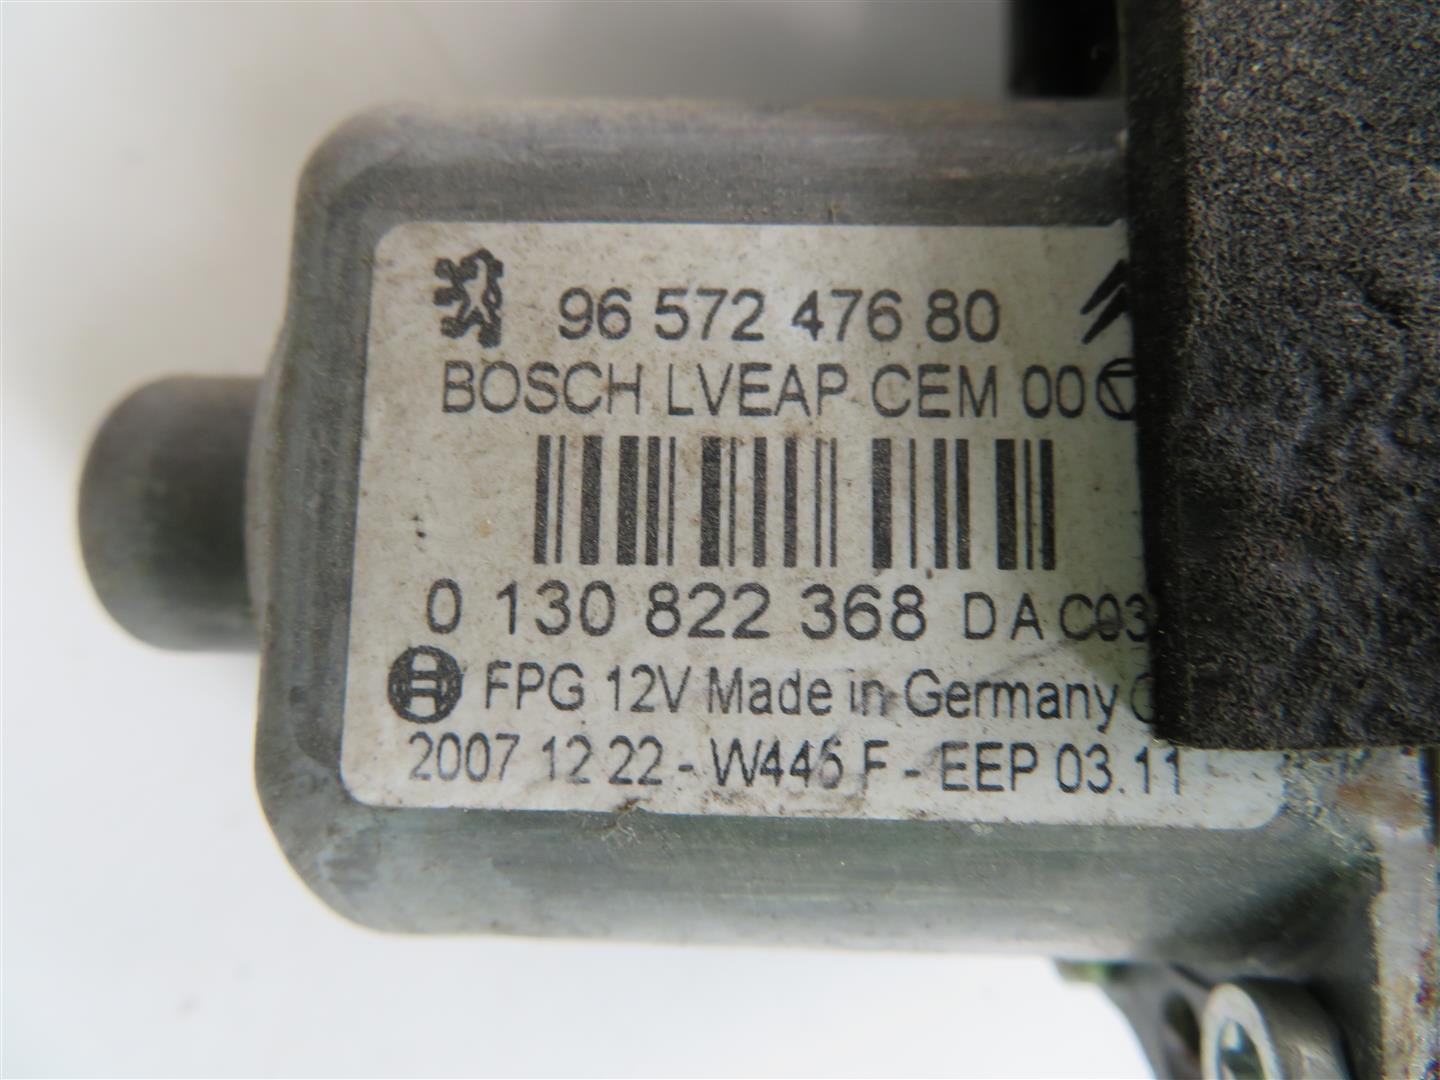 96 572 476 80
BOSCH LVEAP CEM 00
0 130 822 368 D A C03
FPG 12V Made in Germany
2007 12 22 - W446 F - EEP 03.11